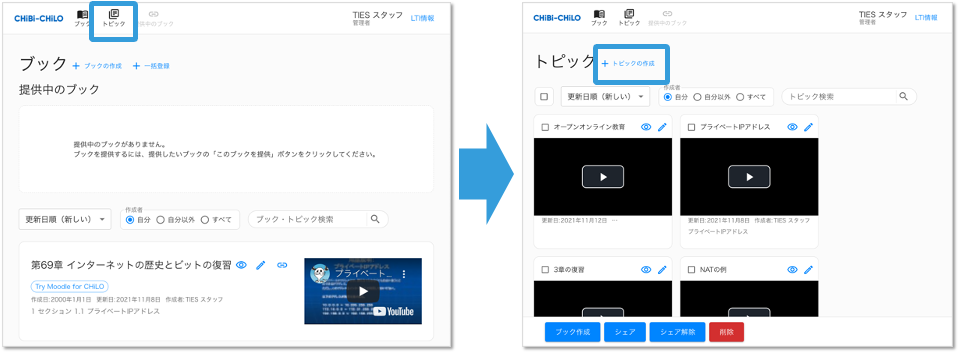 CHiBi-CHiLO
ブック
トピック
提供中のブック
TIES スタッフ
管理者
LTI情報
ブック
+ ブックの作成
+ 一括登録
提供中のブック
提供中のブックがありません。
ブックを提供するには、提供したいブックの「このブックを提供」ボタンをクリックしてください。
更新日順（新しい）
作成者
自分
自分以外
すべて
ブック・トピック検索
第69章 インターネットの歴史とビットの復習
Try Moodle for CHiLO
作成日:2000年1月1日 更新日:2021年11月8日 作成者:TIES スタッフ
1 セクション 1.1 プライベートIPアドレス
プライベート...
YouTube
CHiBi-CHiLO
ブック
トピック
提供中のブック
TIES スタッフ
管理者
LTI情報
トピック
+ トピックの作成
更新日順（新しい）
作成者
自分
自分以外
すべて
トピック検索
オープンオンライン教育
更新日:2021年11月12日
プライベートIPアドレス
更新日:2021年11月8日 作成者:TIES スタッフ
プライベートIPアドレス
3章の復習
NATの例
ブック作成
シェア
シェア解除
削除